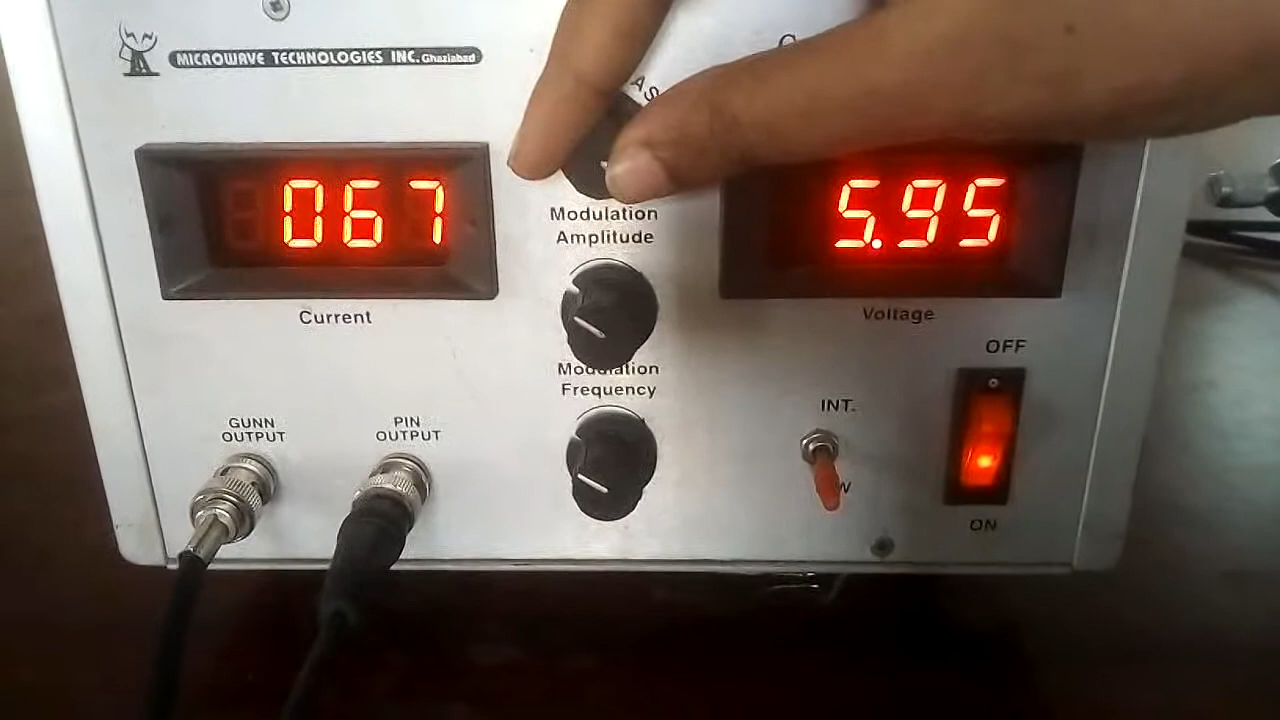 MICROWAVE TECHNOLOGIES INC. Ghaziabad
067
5.95
Modulation
Amplitude
Current
Voltage
OFF
Modulation
Frequency
INT.
GUNN
OUTPUT
PIN
OUTPUT
ON